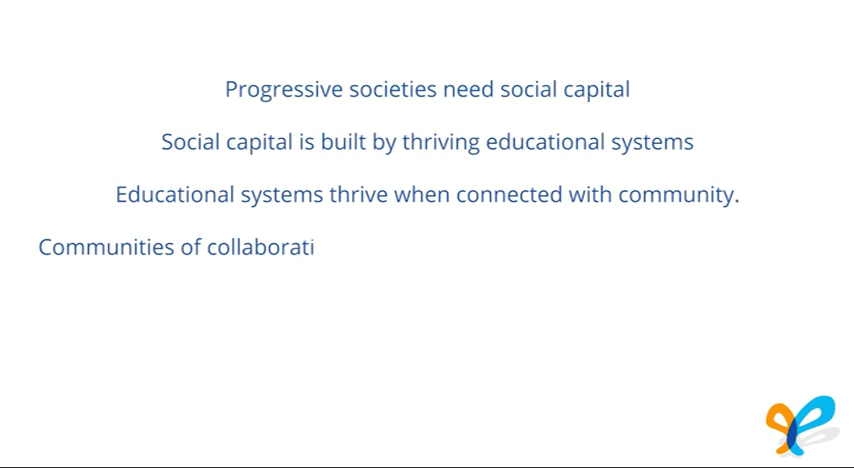 Progressive societies need social capital
Social capital is built by thriving educational systems
Educational systems thrive when connected with community.
Communities of collaborati